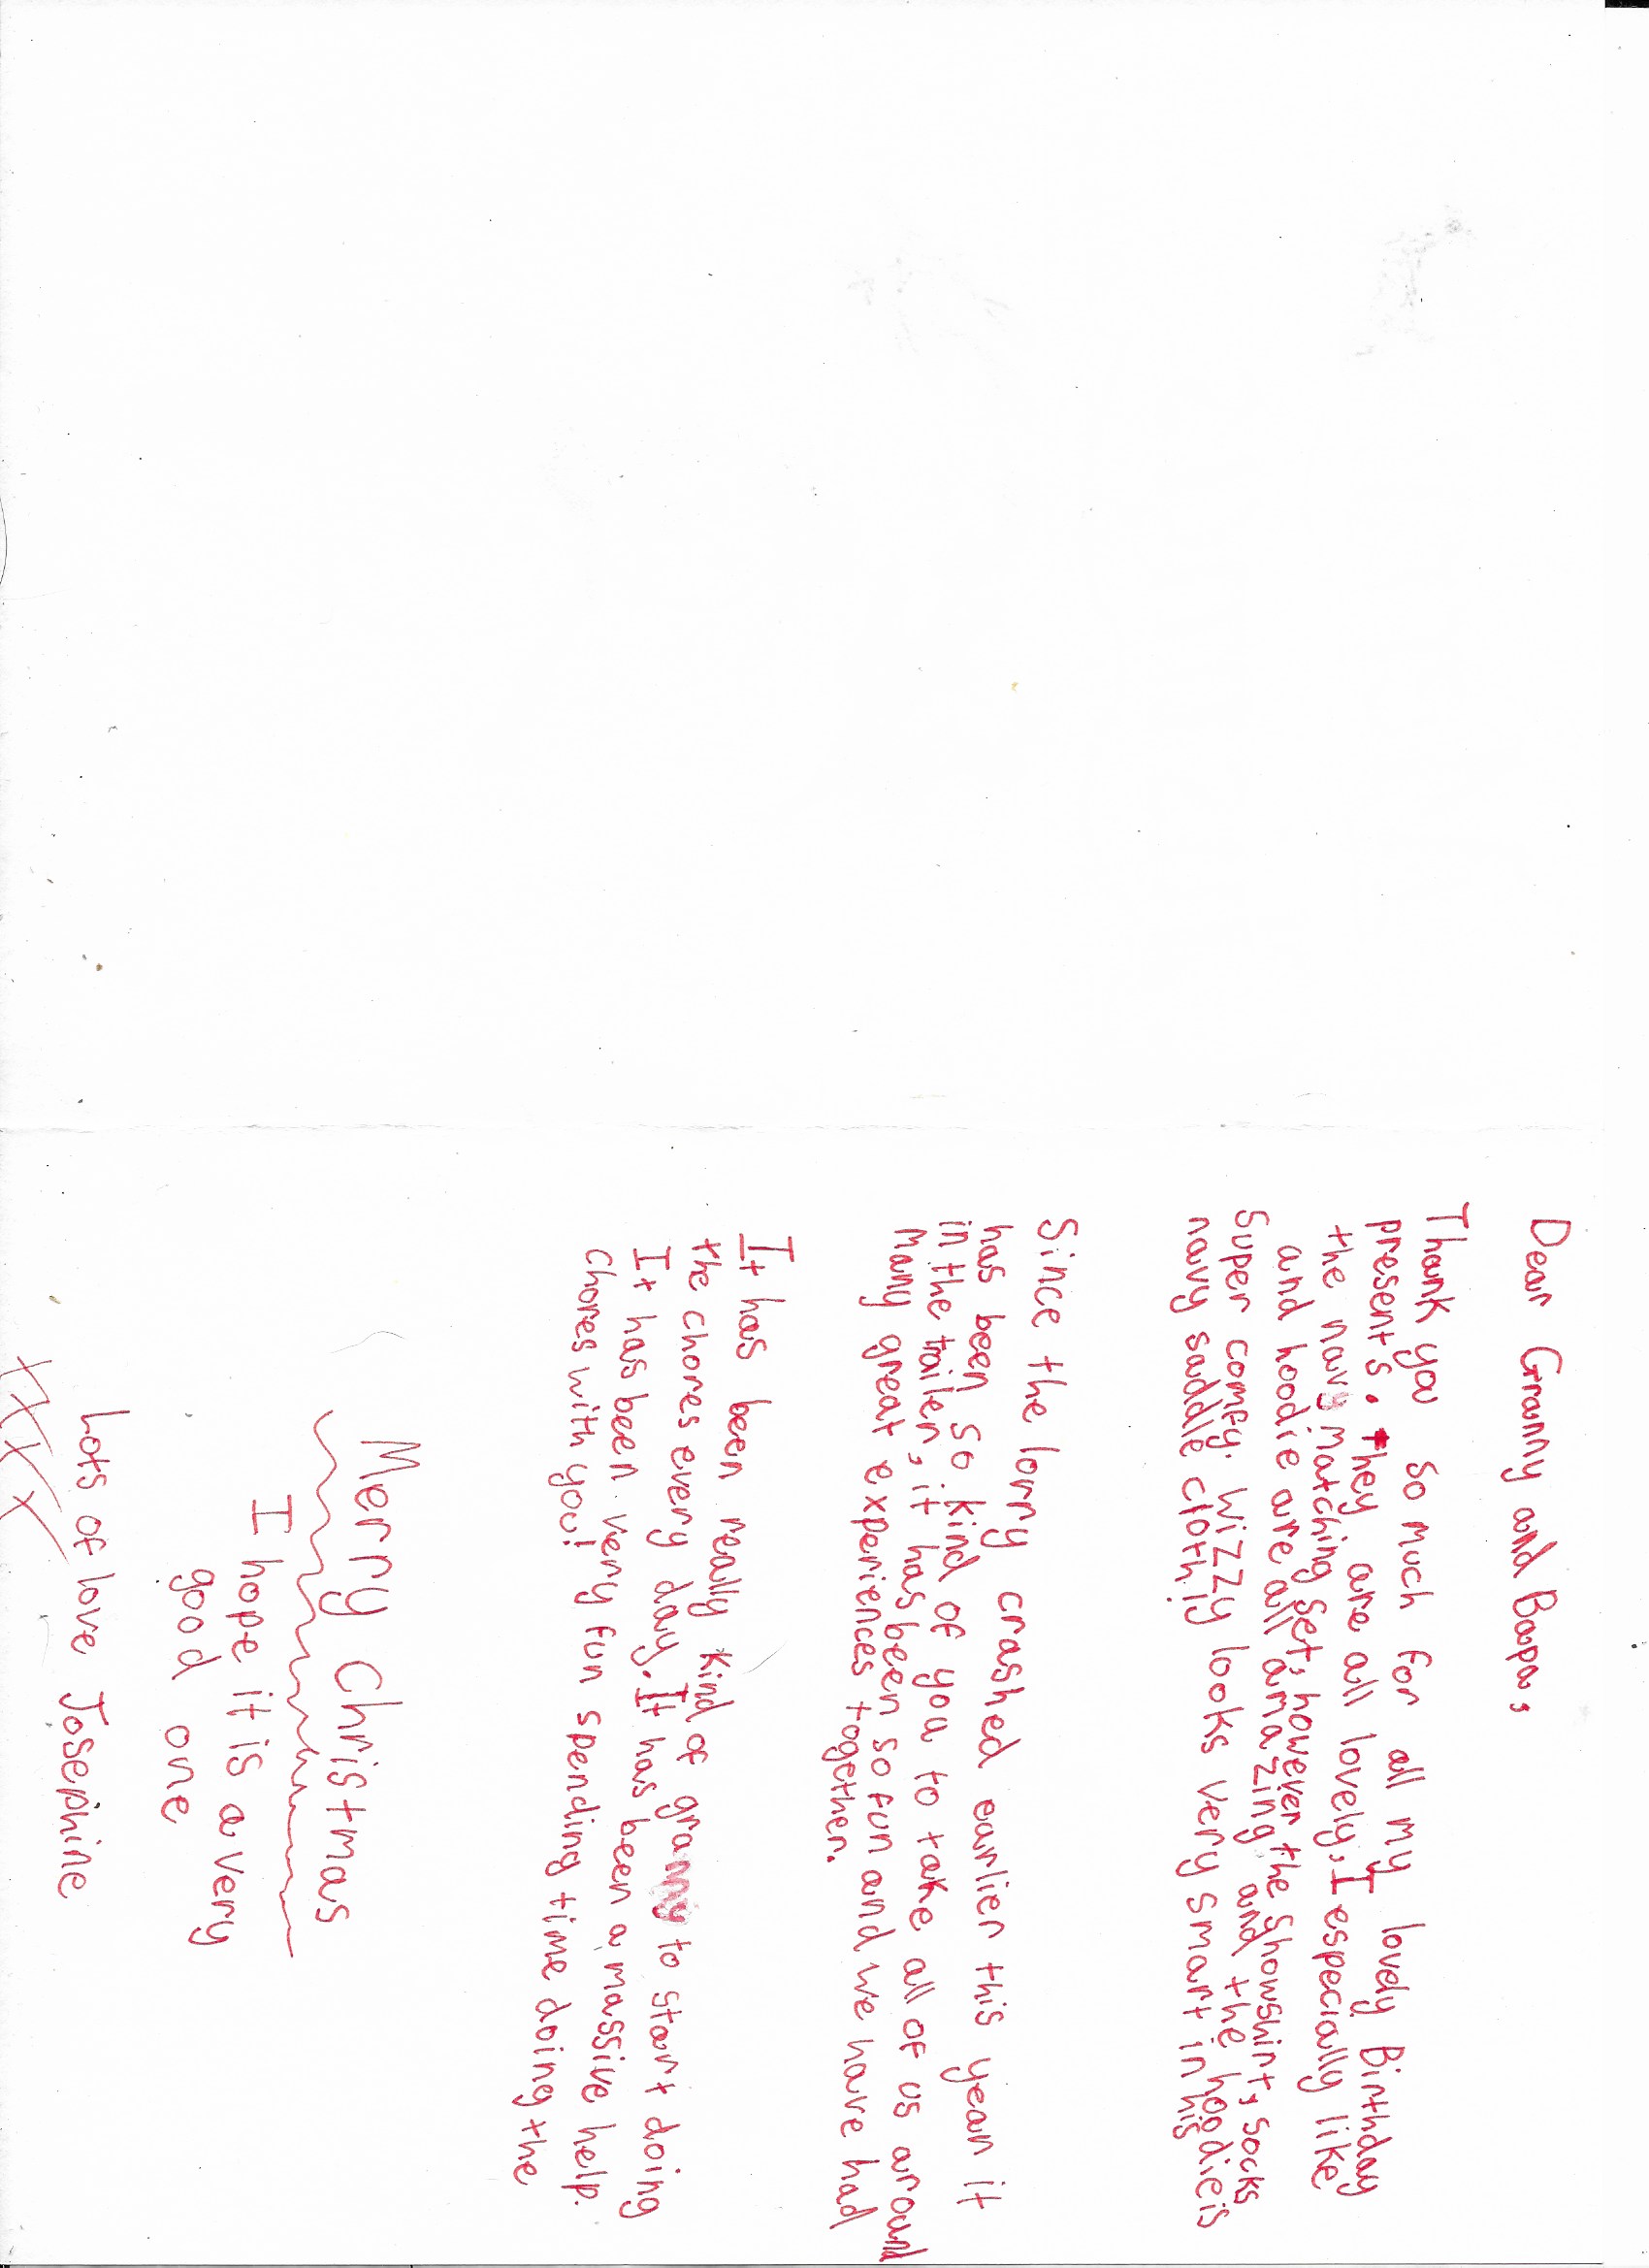 Dear Granny and Bapa,
Thank you so much for all my lovely Birthday
presents. They are all lovely, I especially like
the navy matching set, however the showshirt, socks
and hoodie are all amazing and the hoodie is
super comfy. Wizzy looks very smart in his
navy saddle cloth!
Since the lorry crashed earlier this year it
has been so kind of you to take all of us around
in the trailer, it has been so fun and we have had
many great experiences together.
It has been really kind of granny to start doing
the chores every day. It has been a massive help.
It has been very fun spending time doing the
chores with you!
Merry Christmas
I hope it is a very
good one
Lots of love Josephine
XXXX